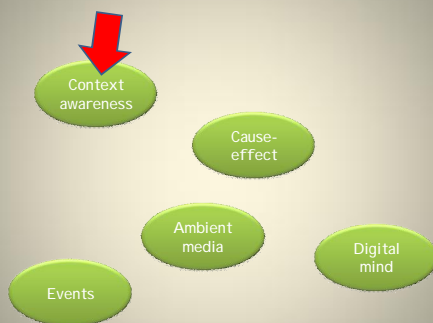 Context
awareness
Cause-
effect
Ambient
media
Digital
mind
Events